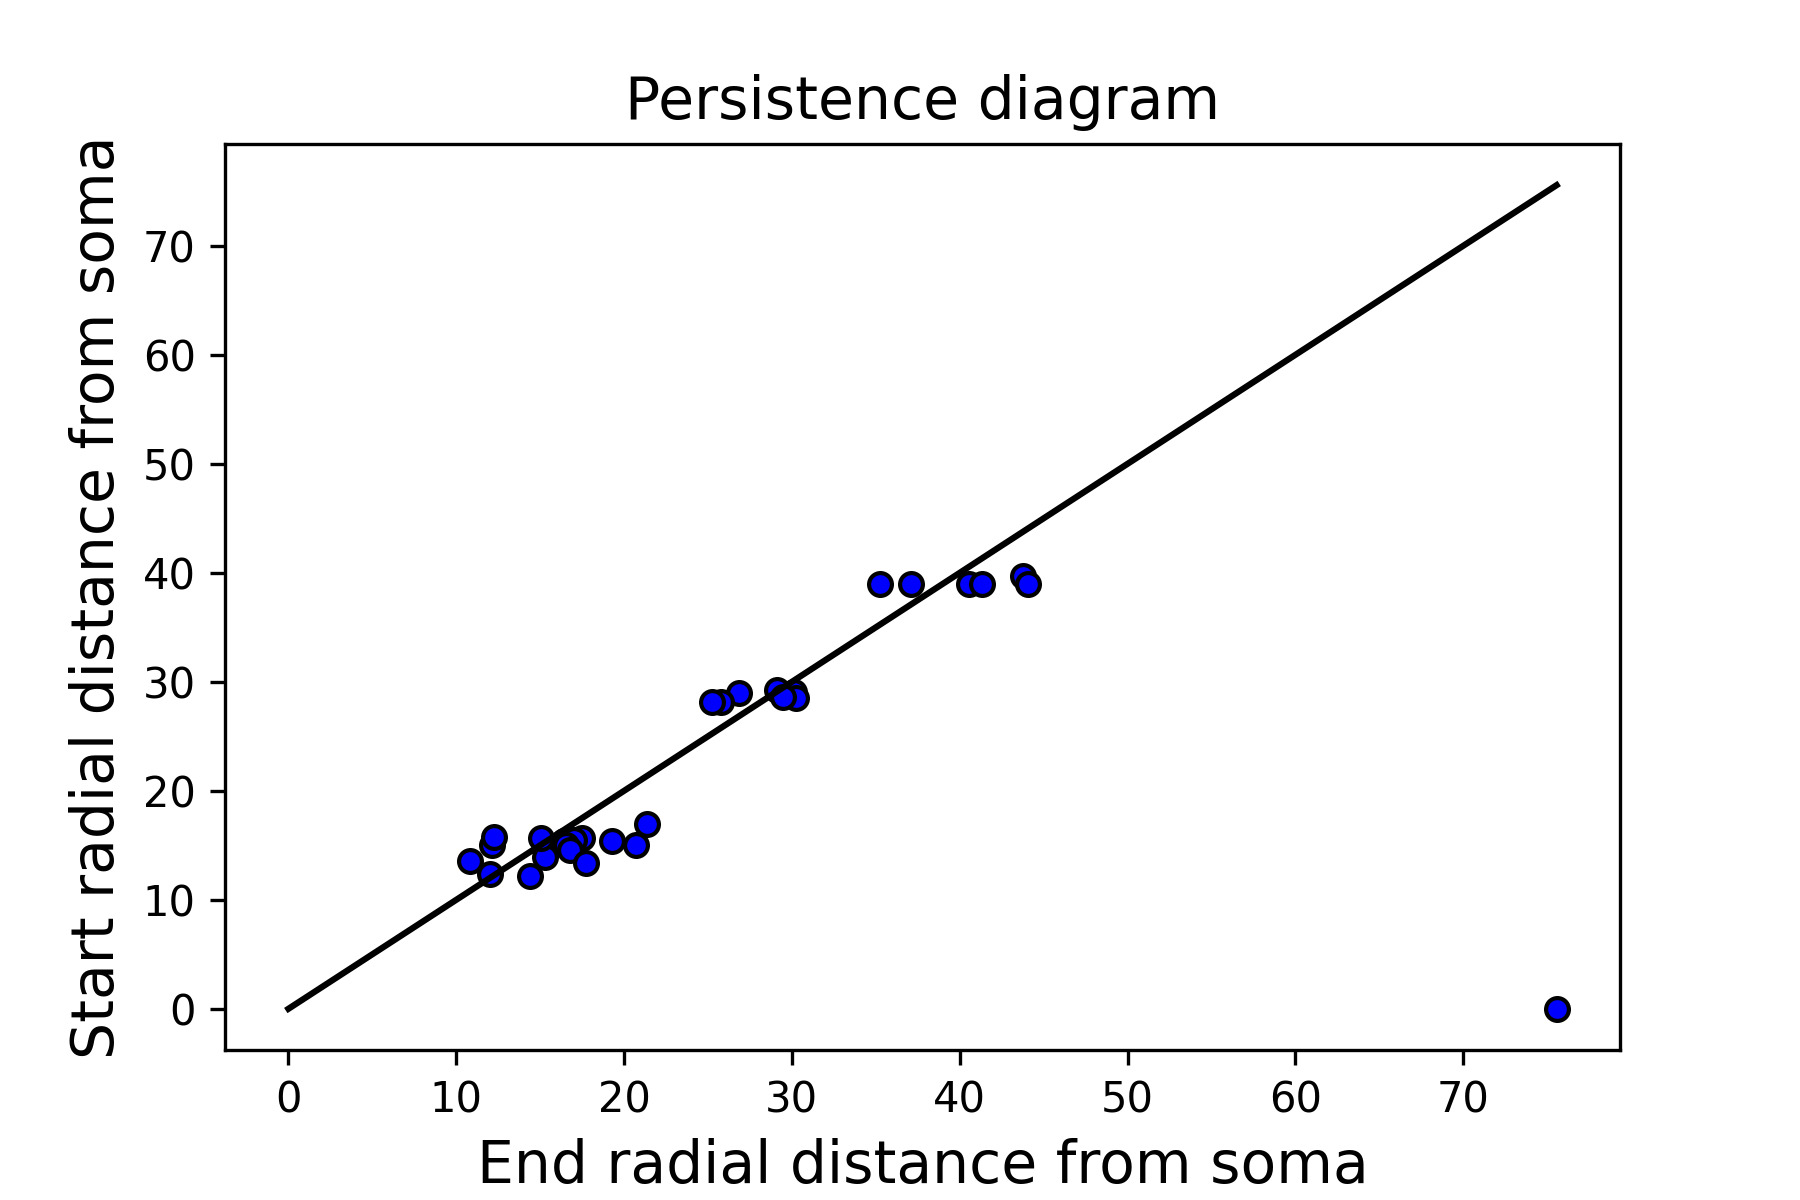 Persistence diagram
Start radial distance from soma
70
60
50
40
30
20
10
0
0 10 20 30 40 50 60 70
End radial distance from soma